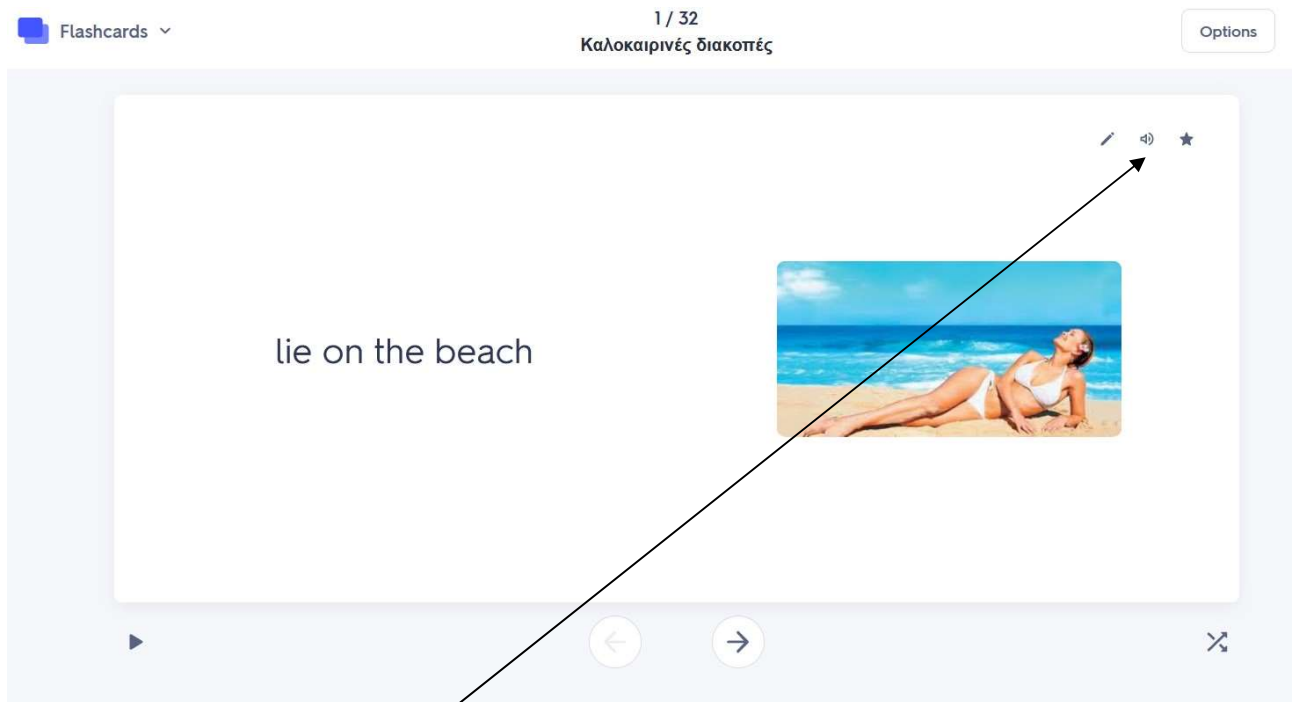 Flashcards
1 / 32
Καλοκαιρινές διακοπές
Options
lie on the beach